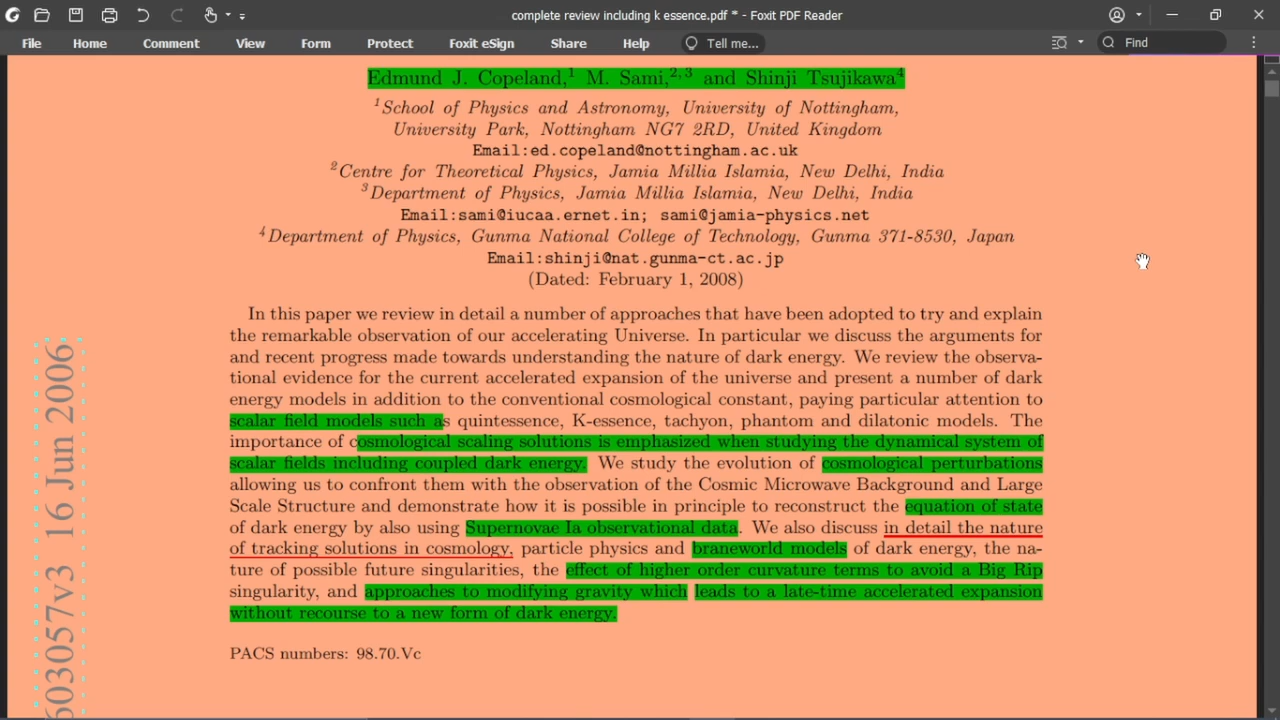 complete review including k essence.pdf * - Foxit PDF Reader
File Home Comment View Form Protect Foxit eSign Share Help Tell me... Find
Edmund J. Copeland,1 M. Sami,2,3 and Shinji Tsujikawa4
1School of Physics and Astronomy, University of Nottingham,
University Park, Nottingham NG7 2RD, United Kingdom
Email:ed.copeland@nottingham.ac.uk
2Centre for Theoretical Physics, Jamia Millia Islamia, New Delhi, India
3Department of Physics, Jamia Millia Islamia, New Delhi, India
Email:sami@iucaa.ernet.in; sami@jamia-physics.net
4Department of Physics, Gunma National College of Technology, Gunma 371-8530, Japan
Email:shinji@nat.gunma-ct.ac.jp
(Dated: February 1, 2008)
In this paper we review in detail a number of approaches that have been adopted to try and explain
the remarkable observation of our accelerating Universe. In particular we discuss the arguments for
and recent progress made towards understanding the nature of dark energy. We review the observa-
tional evidence for the current accelerated expansion of the universe and present a number of dark
energy models in addition to the conventional cosmological constant, paying particular attention to
scalar field models such as quintessence, K-essence, tachyon, phantom and dilatonic models. The
importance of cosmological scaling solutions is emphasized when studying the dynamical system of
scalar fields including coupled dark energy. We study the evolution of cosmological perturbations
allowing us to confront them with the observation of the Cosmic Microwave Background and Large
Scale Structure and demonstrate how it is possible in principle to reconstruct the equation of state
of dark energy by also using Supernovae Ia observational data. We also discuss in detail the nature
of tracking solutions in cosmology, particle physics and braneworld models of dark energy, the na-
ture of possible future singularities, the effect of higher order curvature terms to avoid a Big Rip
singularity, and approaches to modifying gravity which leads to a late-time accelerated expansion
without recourse to a new form of dark energy.
PACS numbers: 98.70.Vc
603057v3 16 Jun 2006